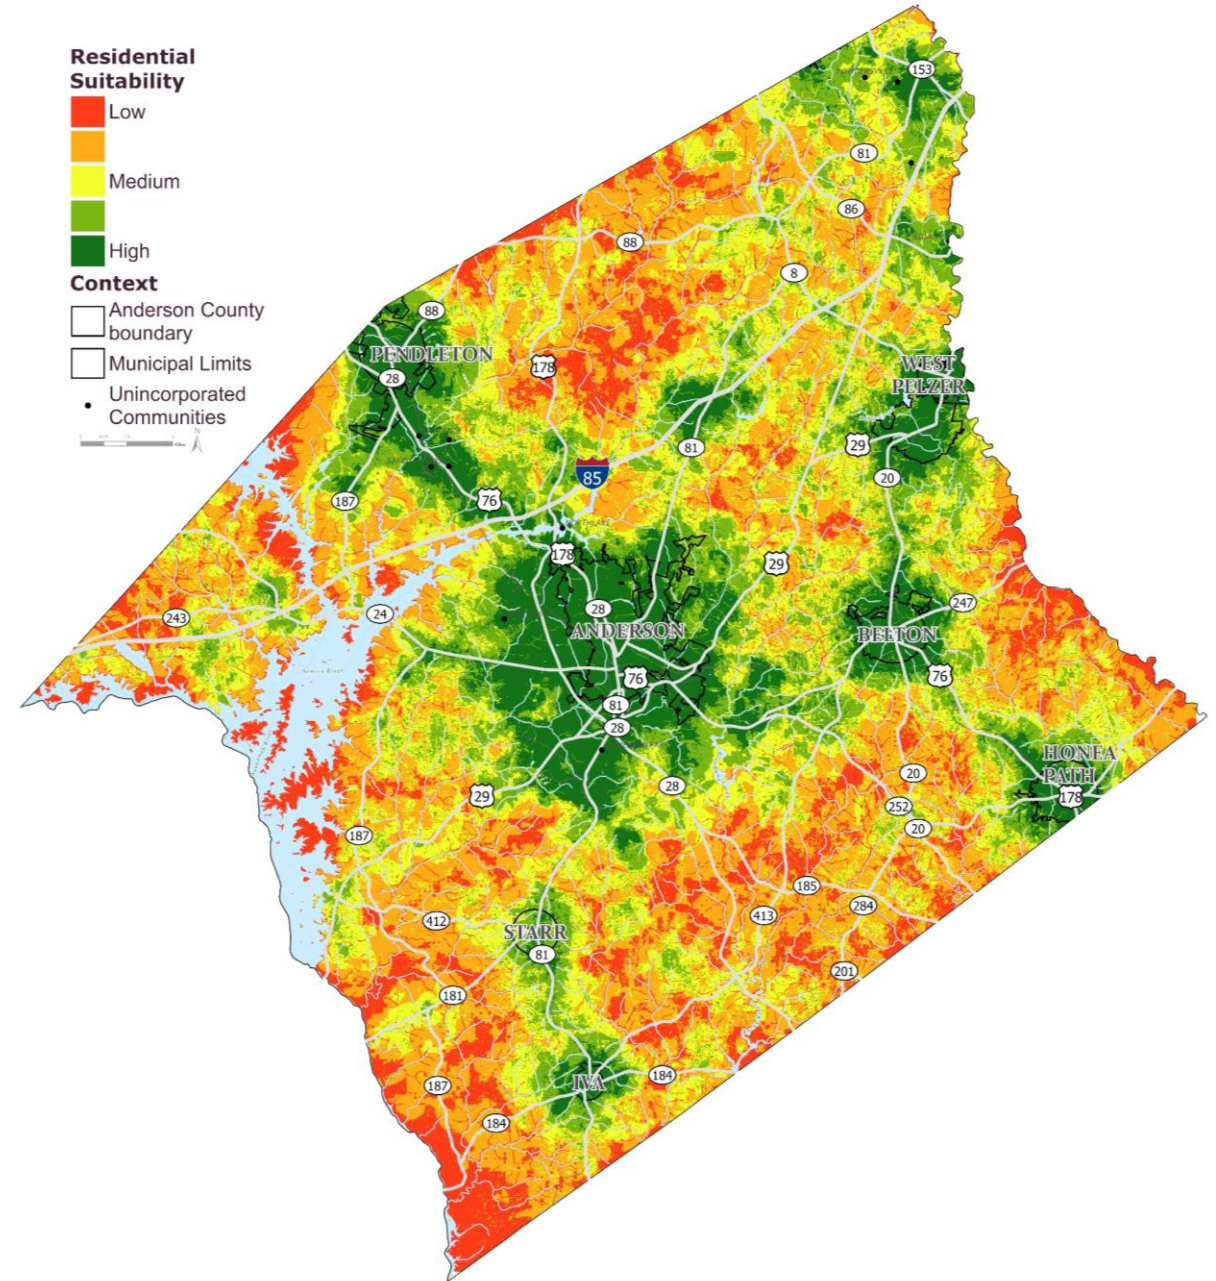 Residential
Suitability
Low
Medium
High
Context
Anderson County
boundary
Municipal Limits
Unincorporated
Communities
N
153
81
86
88
8
88
PENDLETON
28
178
WEST
PELZER
81
29
20
85
187
76
178
29
28
ANDERSON
247
BELTON
243
24
76
76
81
28
HONEA
PATH
178
20
28
29
252
20
187
185
284
413
412
STARR
81
201
181
IVA
184
187
184